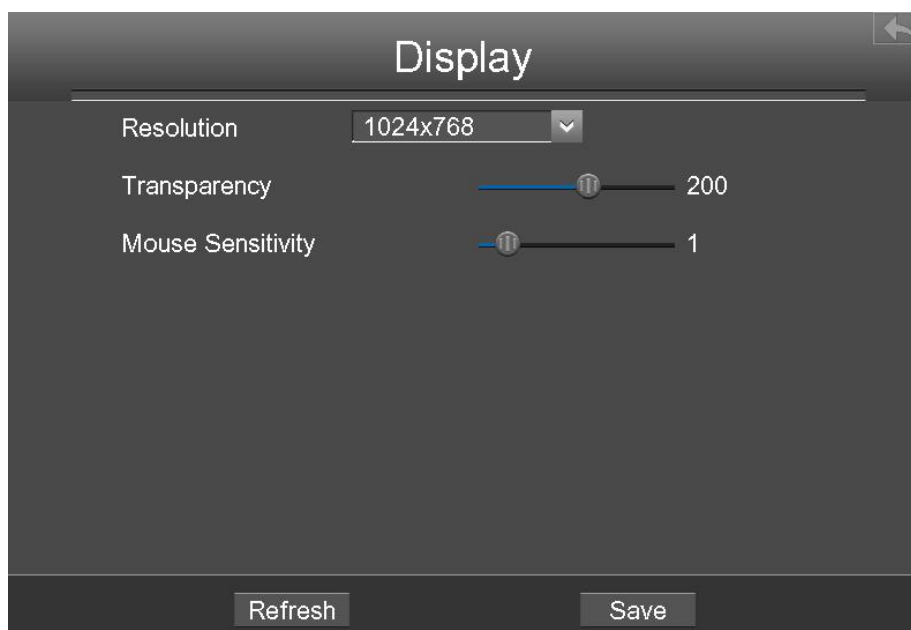 Display
Resolution 1024x768
Transparency 200
Mouse Sensitivity 1
Refresh Save